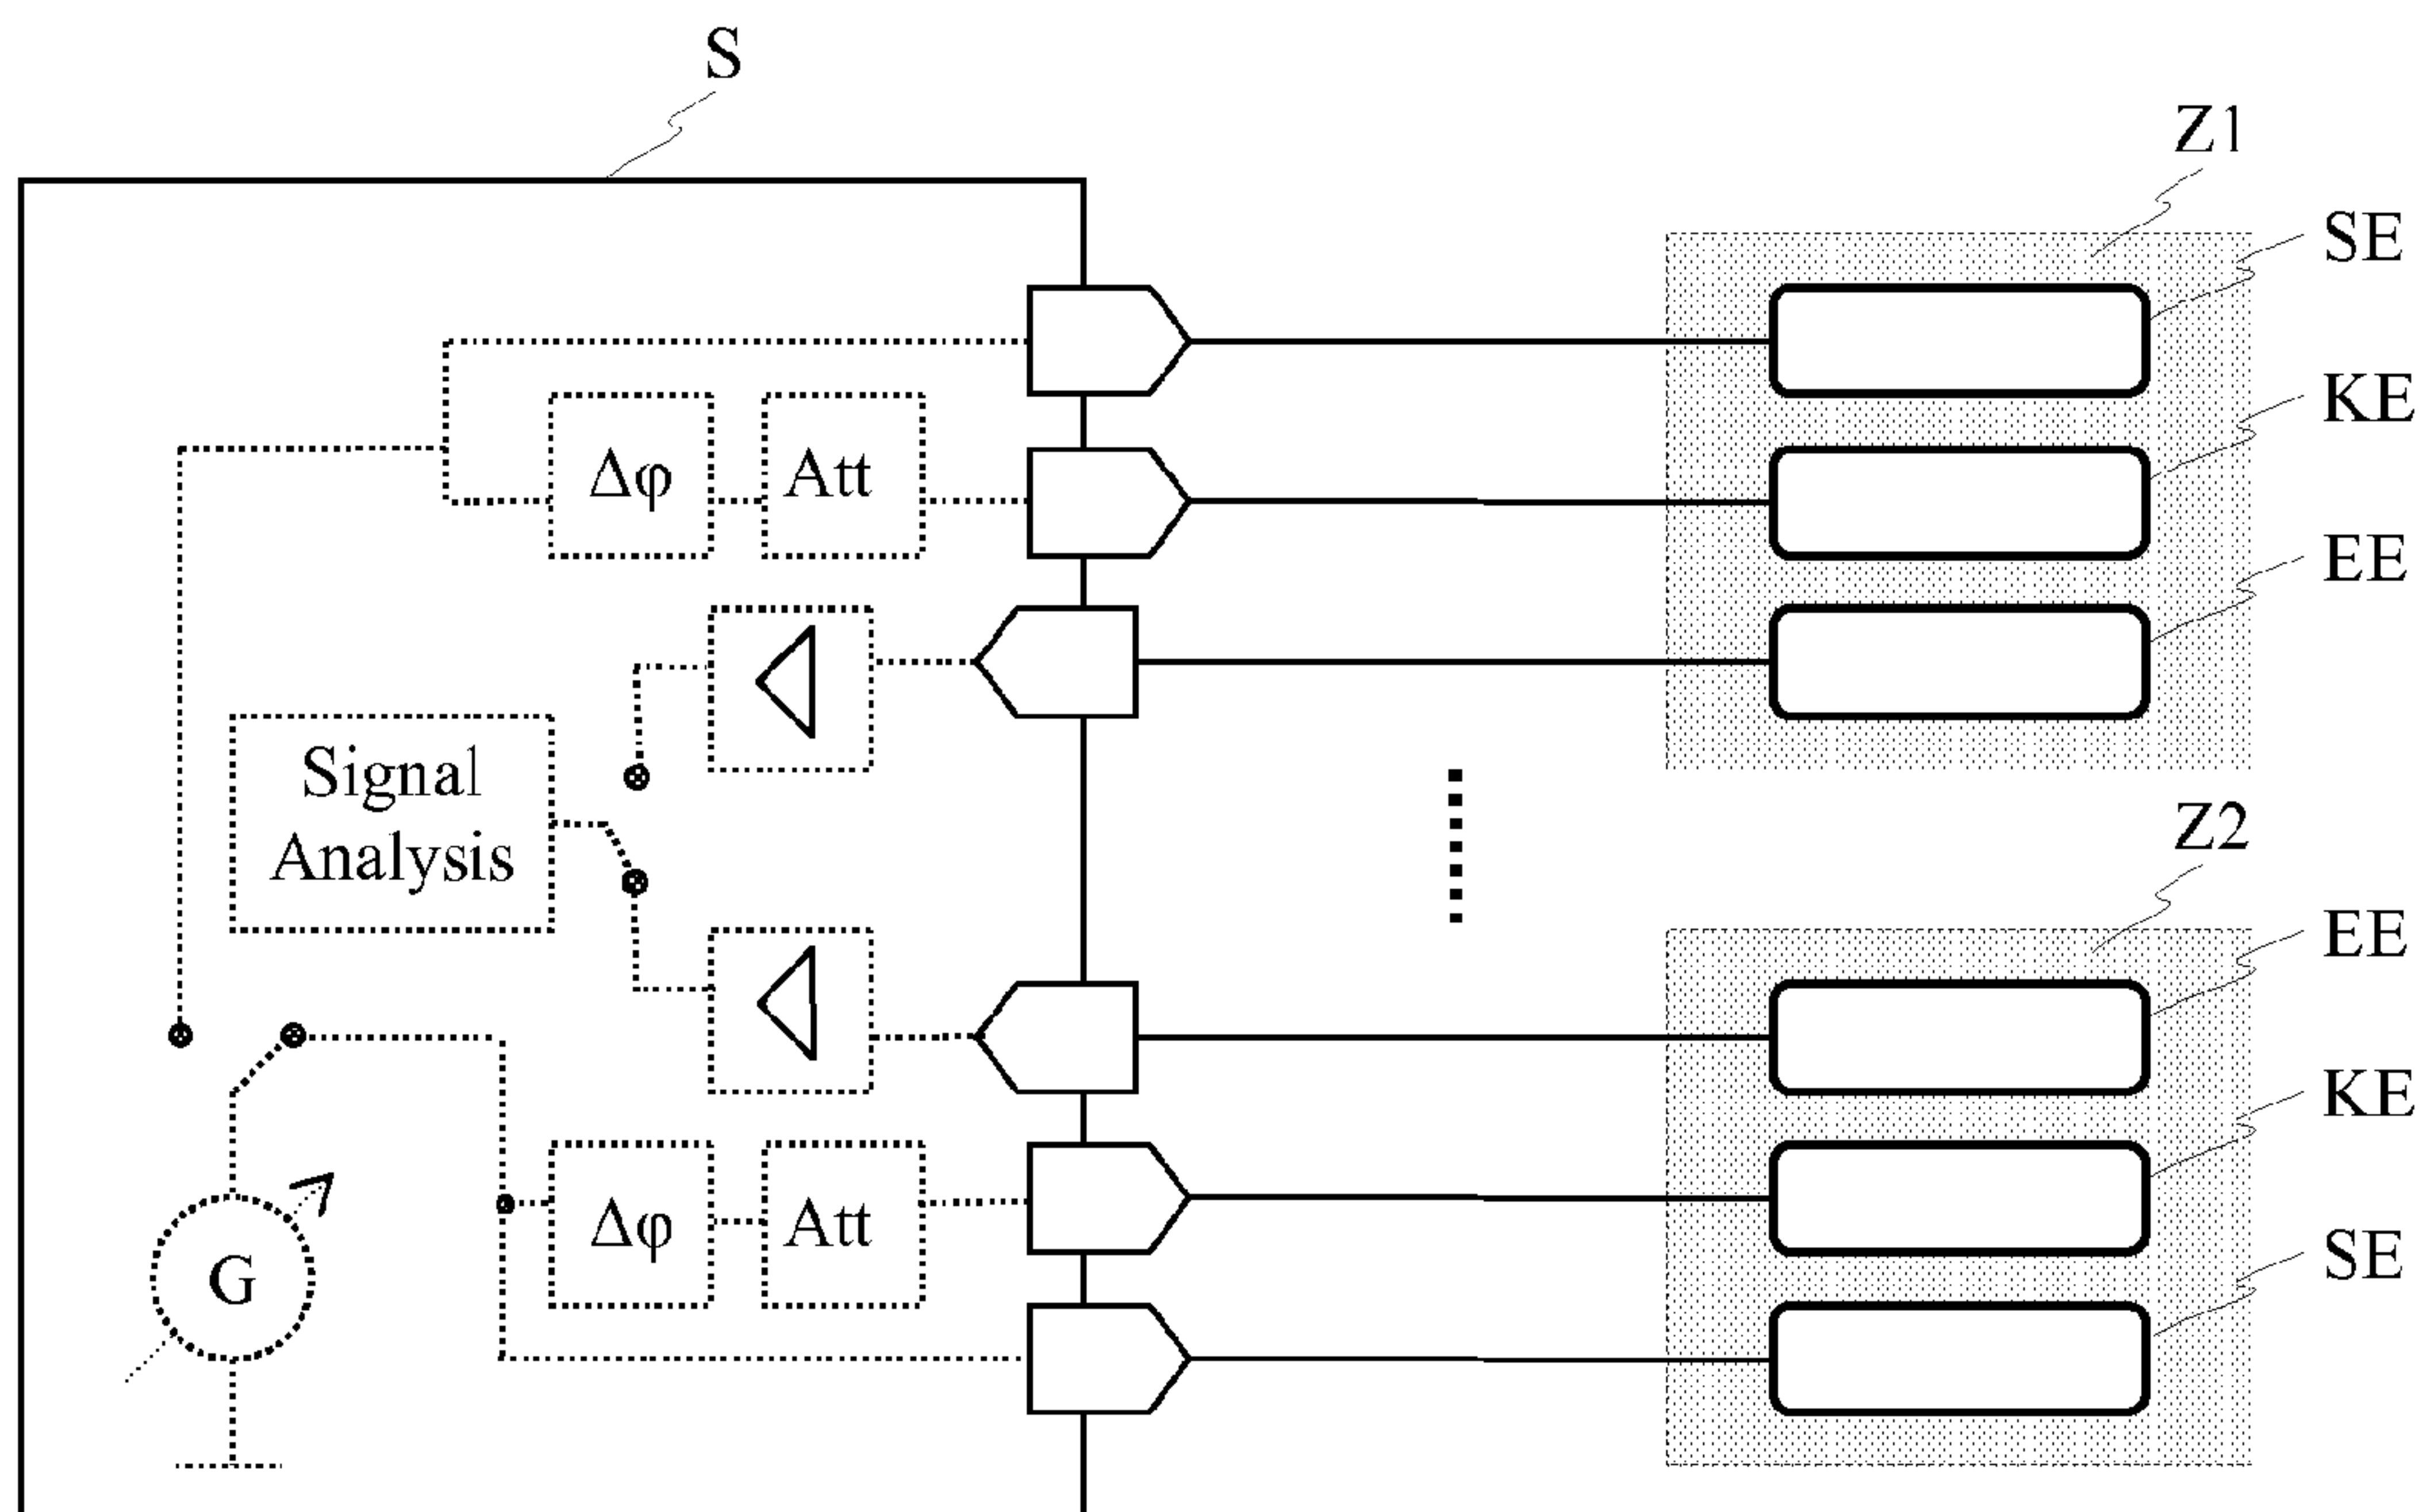 S
Z1
SE
KE
Δφ
Att
EE
Signal
Analysis
Z2
EE
KE
Δφ
Att
SE
G